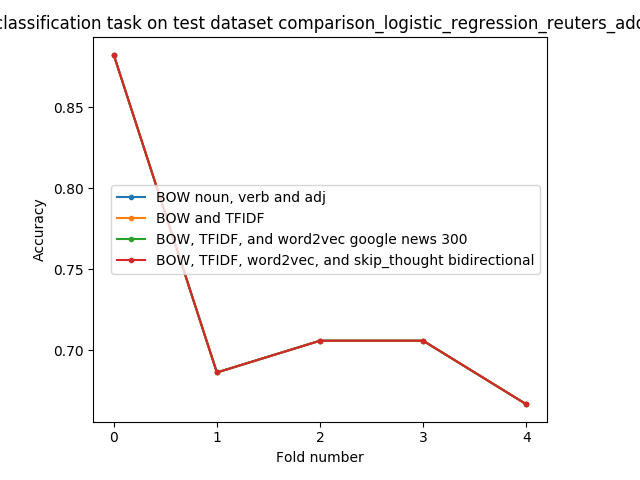 classification task on test dataset comparison_logistic_regression_reuters_add
0.85
0.80
0.75
0.70
Accuracy
BOW noun, verb and adj
BOW and TFIDF
BOW, TFIDF, and word2vec google news 300
BOW, TFIDF, word2vec, and skip_thought bidirectional
0 1 2 3 4
Fold number